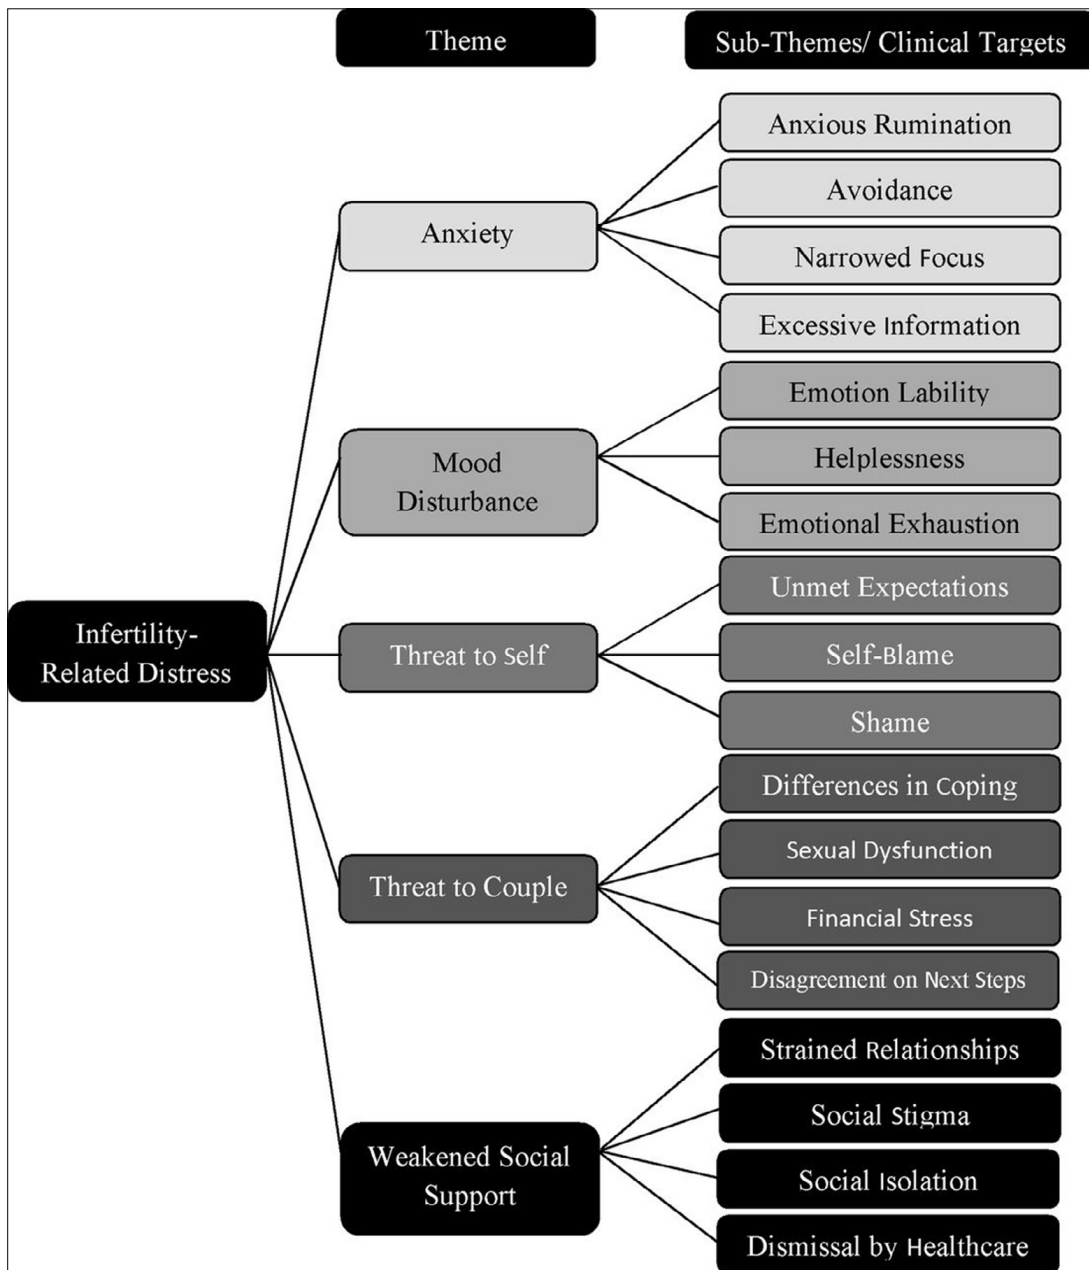 Theme
Sub-Themes/ Clinical Targets
Anxious Rumination
Avoidance
Anxiety
Narrowed Focus
Excessive Information
Emotion Lability
Mood
Disturbance
Helplessness
Emotional Exhaustion
Infertility-
Related Distress
Unmet Expectations
Threat to Self
Self-Blame
Shame
Differences in Coping
Sexual Dysfunction
Threat to Couple
Financial Stress
Disagreement on Next Steps
Strained Relationships
Social Stigma
Weakened Social
Support
Social Isolation
Dismissal by Healthcare